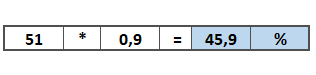 51 * 0,9 = 45,9 %